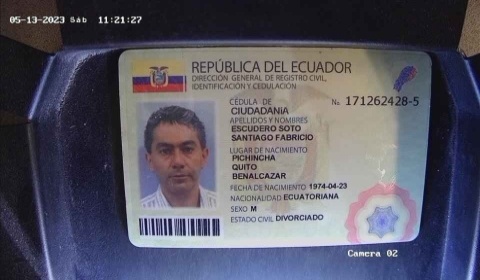 05-13-2023 Sáb 11:21:27
REPÚBLICA DEL ECUADOR
DIRECCIÓN GENERAL DE REGISTRO CIVIL,
IDENTIFICACIÓN Y CEDULACIÓN
CÉDULA DE No 171262428-5
CIUDADANÍA
APELLIDOS Y NOMBRES
ESCUDERO SOTO
SANTIAGO FABRICIO
LUGAR DE NACIMIENTO
PICHINCHA
QUITO
BENALCAZAR
FECHA DE NACIMIENTO 1974-04-23
NACIONALIDAD ECUATORIANA
SEXO M
ESTADO CIVIL DIVORCIADO
Camera 02